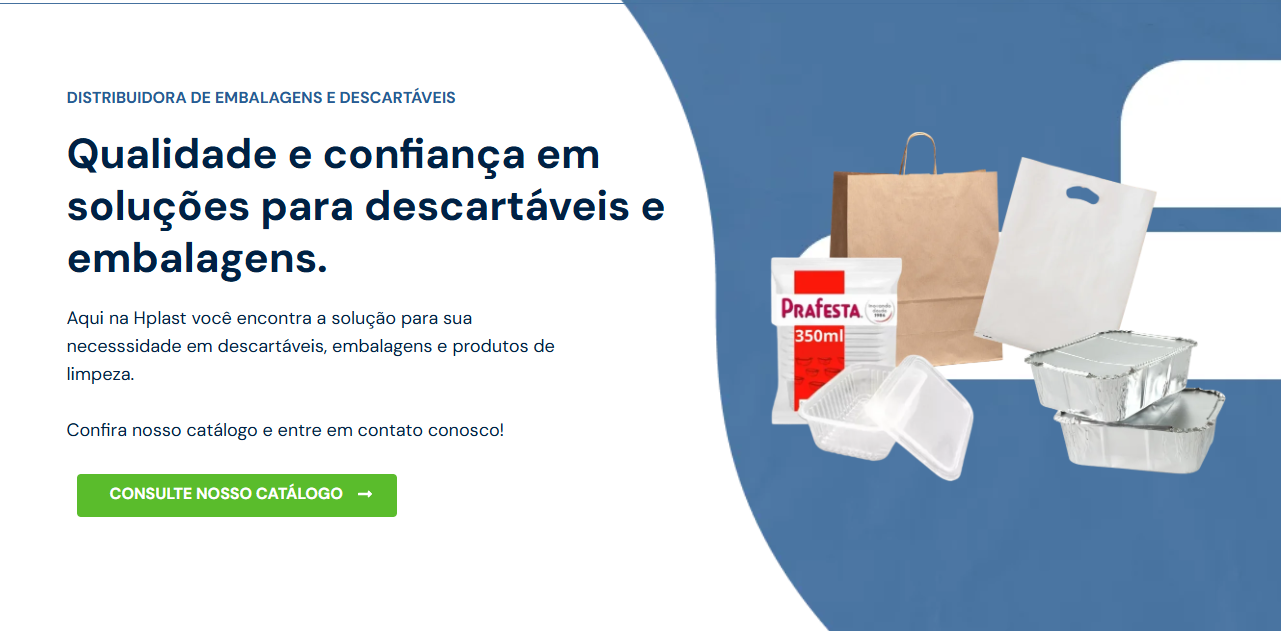 DISTRIBUIDORA DE EMBALAGENS E DESCARTÁVEIS
Qualidade e confiança em
soluções para descartáveis e
embalagens.
Aqui na Hplast você encontra a solução para sua
necesssidade em descartáveis, embalagens e produtos de
limpeza.
Confira nosso catálogo e entre em contato conosco!
CONSULTE NOSSO CATÁLOGO
PRAFESTA
350ml